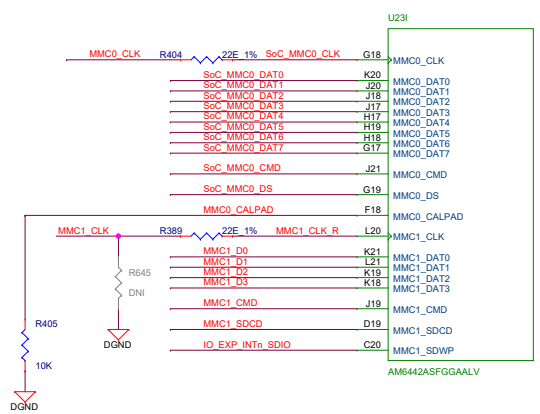 U23I
MMC0_CLK R404 22E_1% SoC_MMC0_CLK G18 MMC0_CLK
SoC_MMC0_DAT0 K20 MMC0_DAT0
SoC_MMC0_DAT1 J20 MMC0_DAT1
SoC_MMC0_DAT2 J18 MMC0_DAT2
SoC_MMC0_DAT3 J17 MMC0_DAT3
SoC_MMC0_DAT4 H17 MMC0_DAT4
SoC_MMC0_DAT5 H19 MMC0_DAT5
SoC_MMC0_DAT6 H18 MMC0_DAT6
SoC_MMC0_DAT7 G17 MMC0_DAT7
SoC_MMC0_CMD J21 MMC0_CMD
SoC_MMC0_DS G19 MMC0_DS
MMC0_CALPAD F18 MMC0_CALPAD
MMC1_CLK R389 22E_1% MMC1_CLK_R L20 MMC1_CLK
MMC1_D0 K21 MMC1_DAT0
MMC1_D1 L21 MMC1_DAT1
MMC1_D2 K19 MMC1_DAT2
MMC1_D3 K18 MMC1_DAT3
R645
DNI
MMC1_CMD J19 MMC1_CMD
R405
MMC1_SDCD D19 MMC1_SDCD
DGND
IO_EXP_INTn_SDIO C20 MMC1_SDWP
10K
AM6442ASFGGAALV
DGND